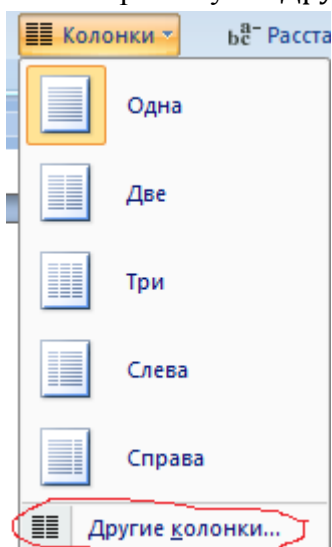 Колонки
Расста
Одна
Две
Три
Слева
Справа
Другие колонки...